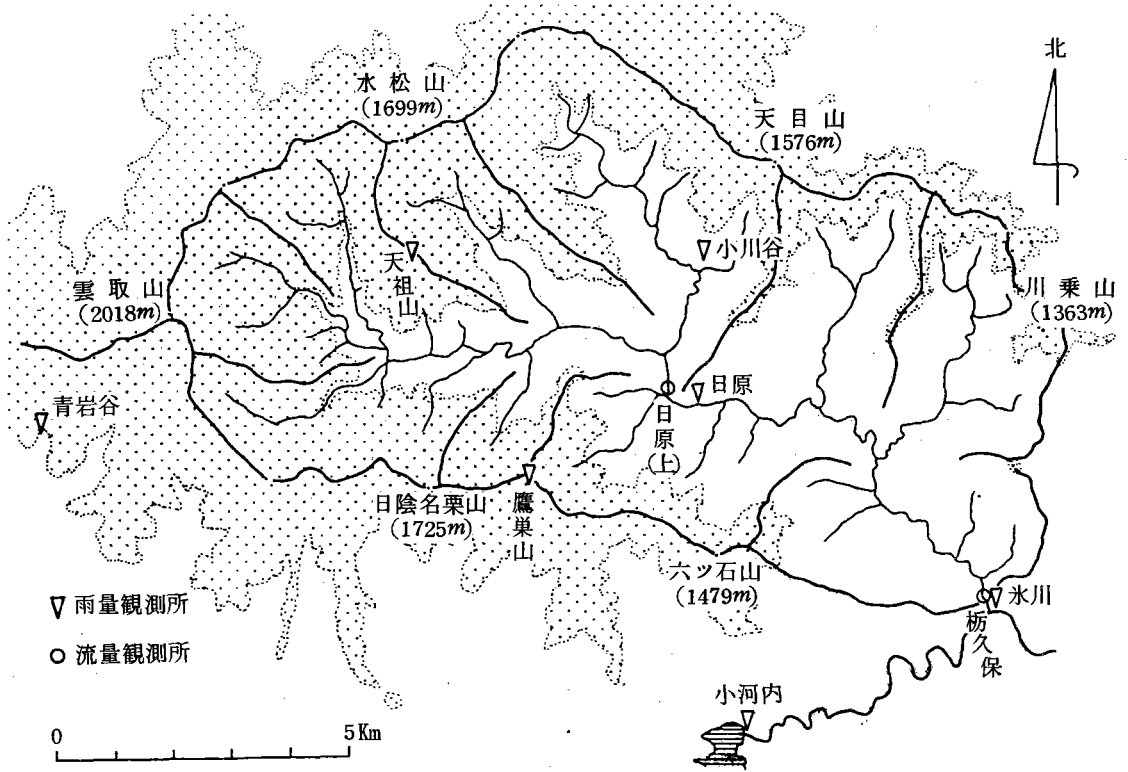 北
水松山
(1699m)
天目山
(1576m)
小川谷
天祖山
雲取山
(2018m)
川乗山
(1363m)
青岩谷
日原
日原(上)
日陰名栗山
(1725m)
鷹巣山
六ツ石山
(1479m)
雨量観測所
流量観測所
氷川
栃久保
小河内
0
5Km